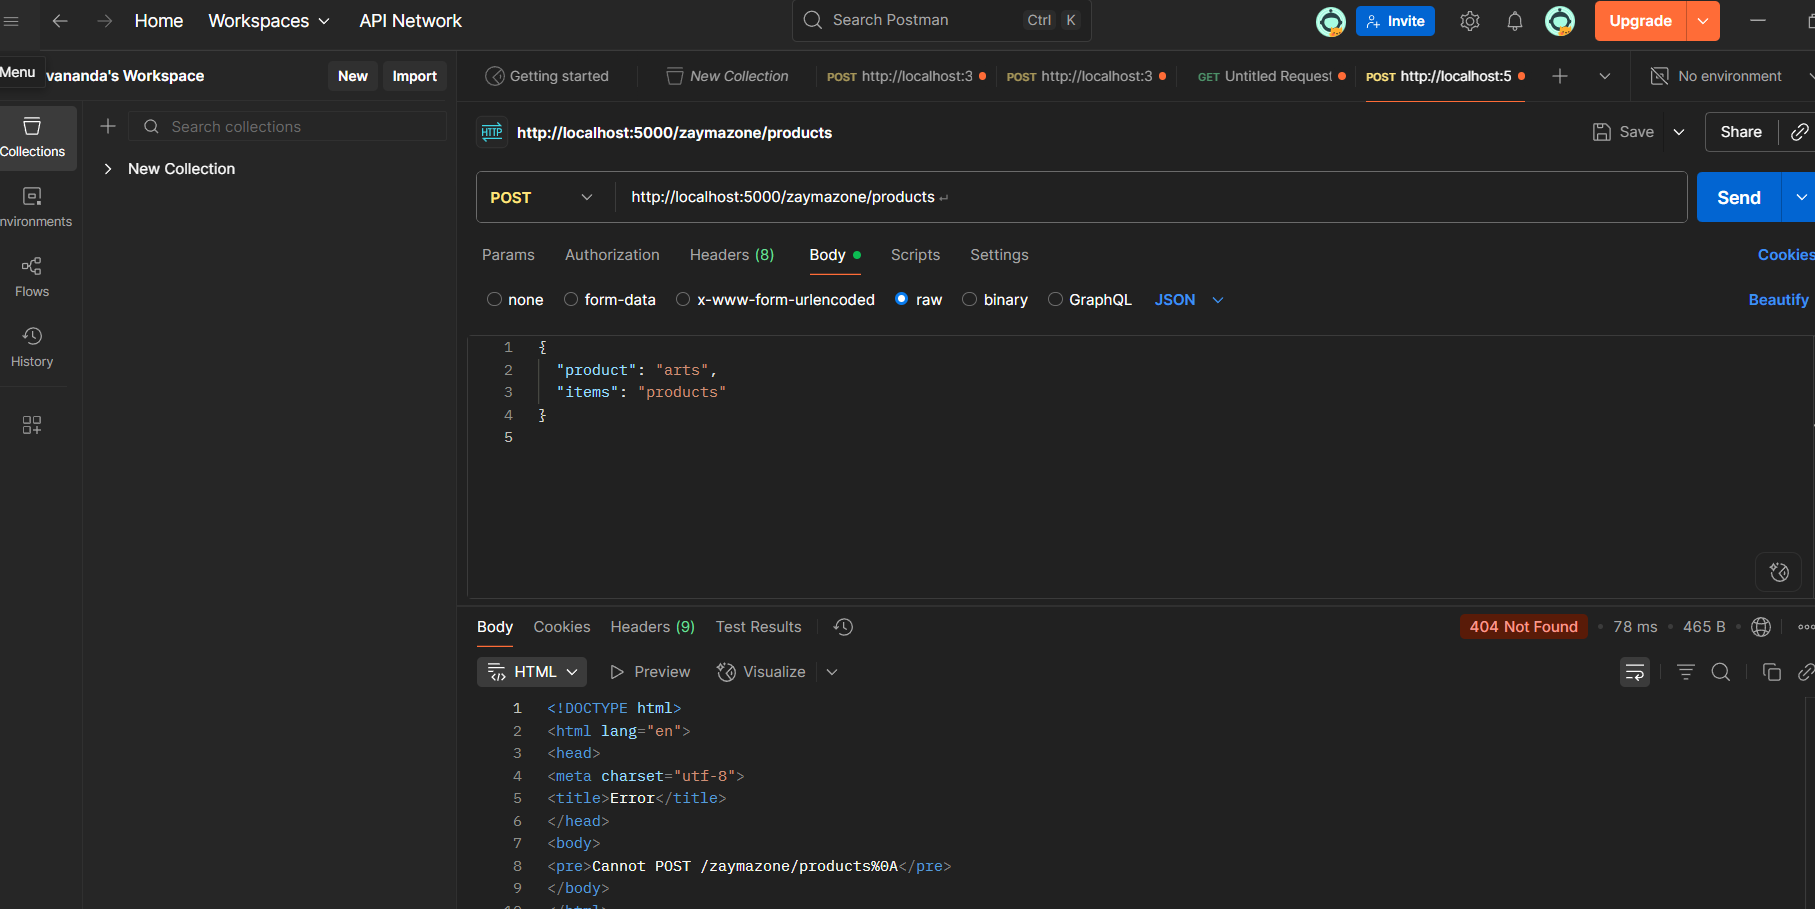 Home Workspaces API Network Search Postman Ctrl K Invite Upgrade
Menu vananda's Workspace New Import Getting started New Collection POST http://localhost:3 POST http://localhost:3 GET Untitled Request POST http://localhost:5 No environment
Search collections
Collections
New Collection
nvironments
Flows
History
HTTP http://localhost:5000/zaymazone/products Save Share
POST http://localhost:5000/zaymazone/products ↵ Send
Params Authorization Headers (8) Body Scripts Settings Cookies
none form-data x-www-form-urlencoded raw binary GraphQL JSON Beautify
1 {
2 "product": "arts",
3 "items": "products"
4 }
5
Body Cookies Headers (9) Test Results 404 Not Found • 78 ms • 465 B •
HTML Preview Visualize
1 <!DOCTYPE html>
2 <html lang="en">
3 <head>
4 <meta charset="utf-8">
5 <title>Error</title>
6 </head>
7 <body>
8 <pre>Cannot POST /zaymazone/products%0A</pre>
9 </body>
10 </html>